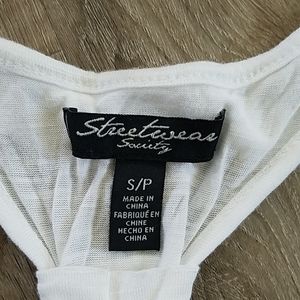 Streetwear
Society
S/P
MADE IN
CHINA
FABRIQUÉ EN
CHINE
HECHO EN
CHINA